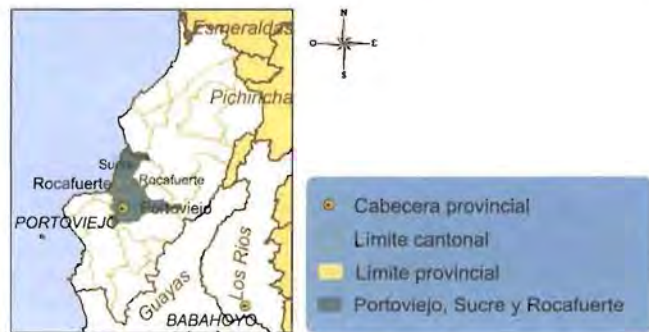 Esmeraldas
N
O E
S
Pichincha
Sucre
Rocafuerte
Rocafuerte
Portoviejo
PORTOVIEJO
Guayas
Los Rios
BABAHOYO
Cabecera provincial
Límite cantonal
Límite provincial
Portoviejo, Sucre y Rocafuerte